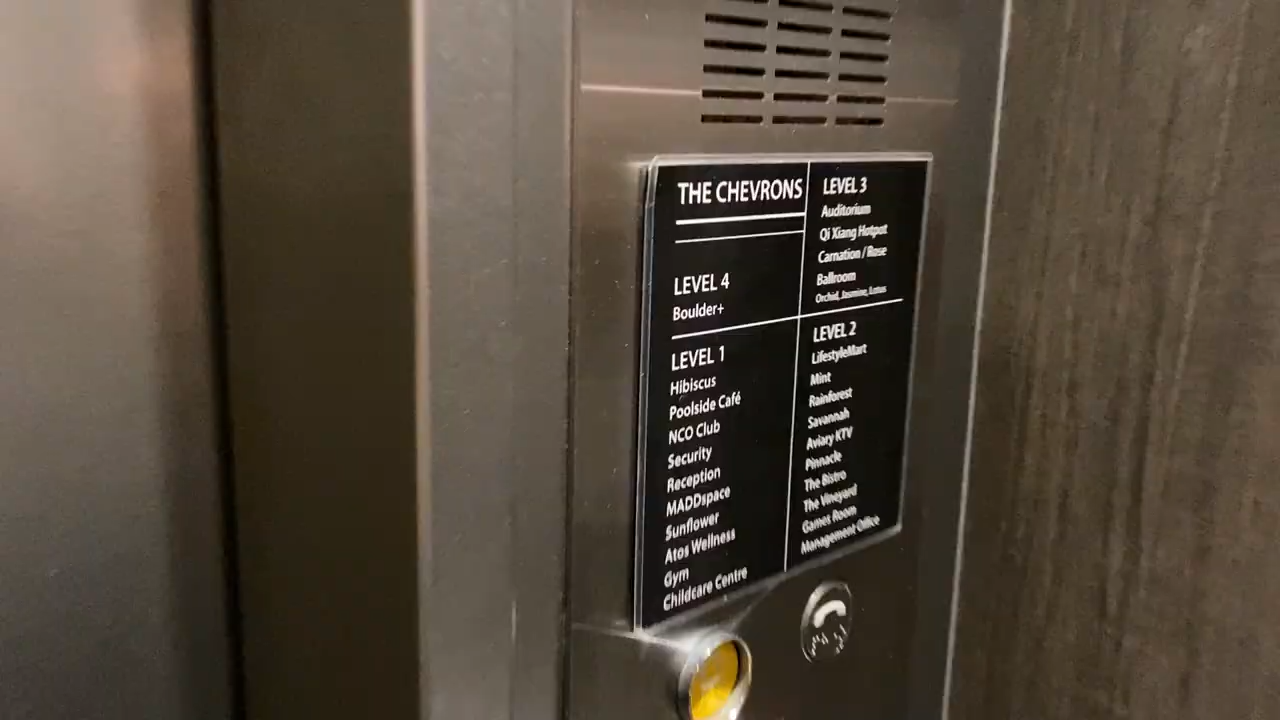 THE CHEVRONS
LEVEL 4
Boulder+
LEVEL 1
Hibiscus
Poolside Café
NCO Club
Security
Reception
MADDspace
Sunflower
Atos Wellness
Gym
Childcare Centre
LEVEL 3
Auditorium
Qi Xiang Hotpot
Carnation / Rose
Ballroom
Orchid, Jasmine, Lotus
LEVEL 2
LifestyleMart
Mint
Rainforest
Savannah
Aviary KTV
Pinnacle
The Bistro
The Vineyard
Games Room
Management Office